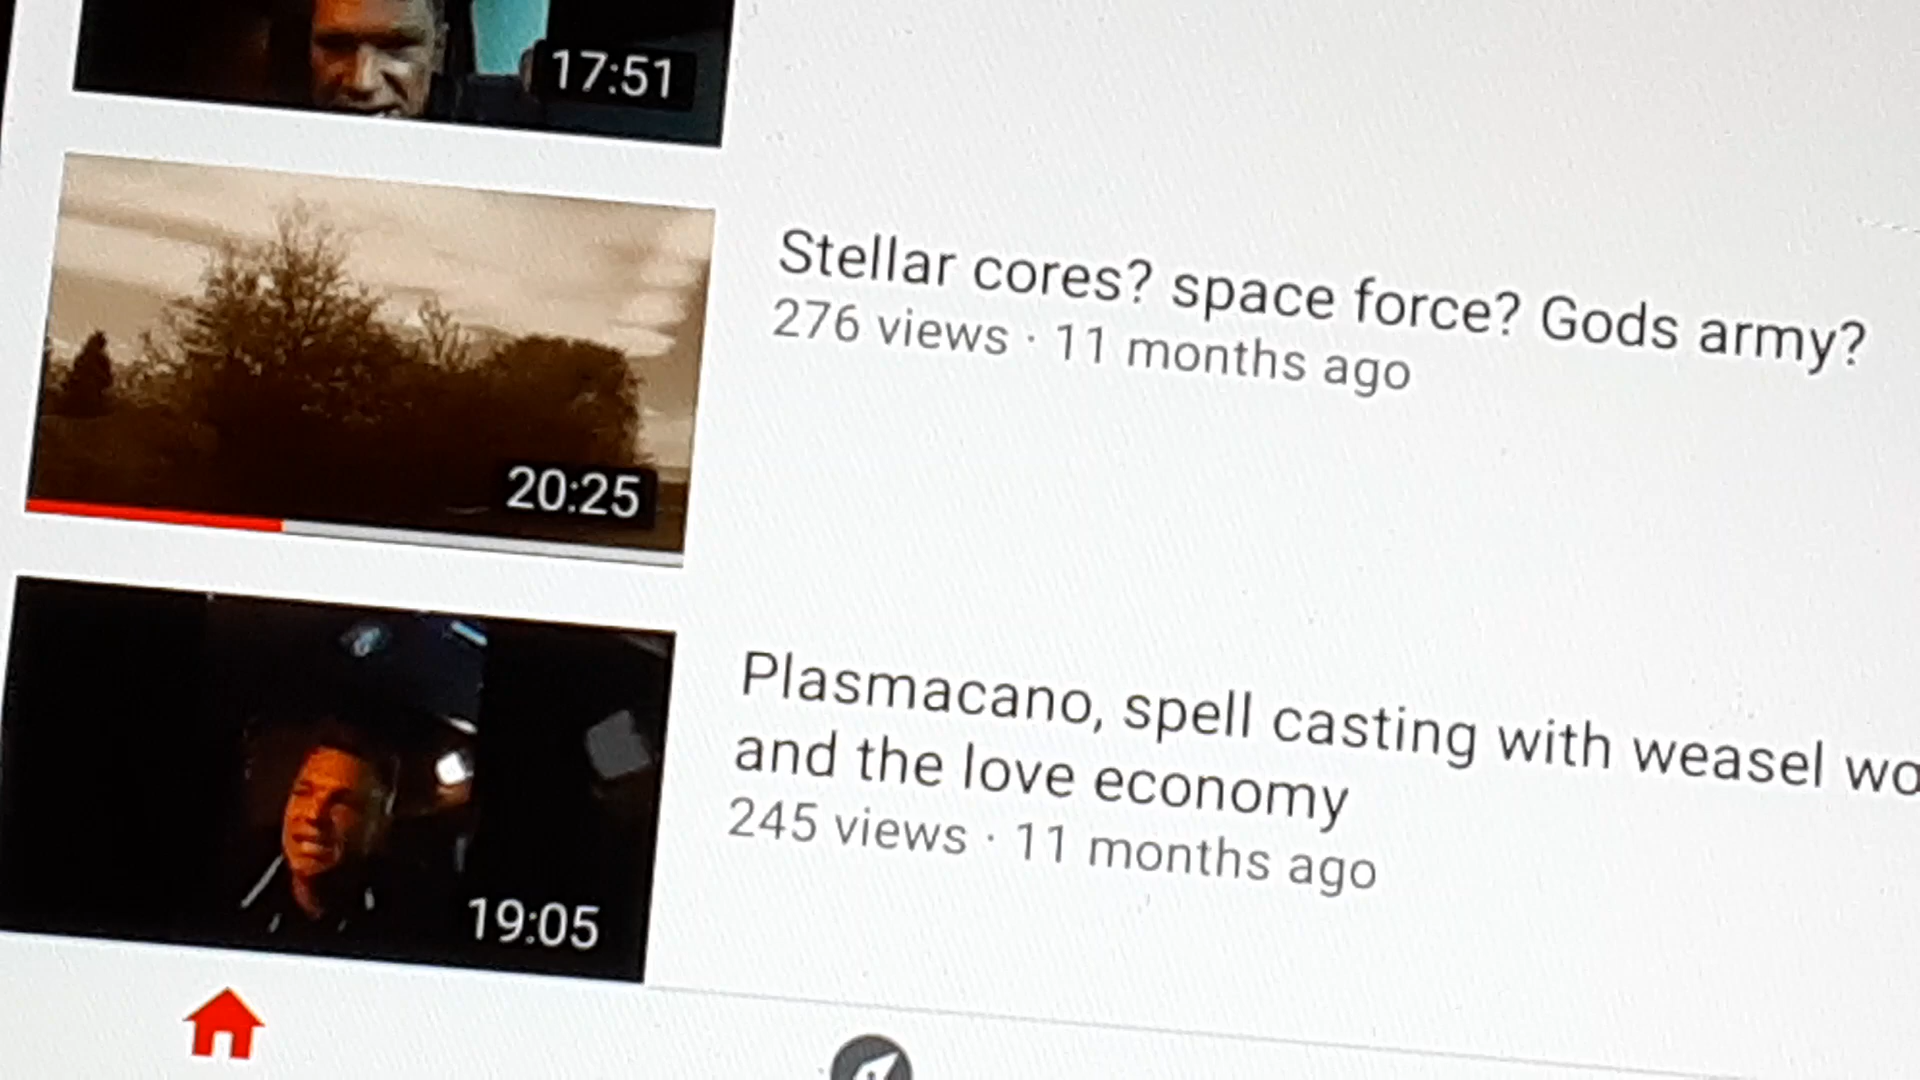 17:51
Stellar cores? space force? Gods army?
276 views · 11 months ago
20:25
Plasmacano, spell casting with weasel
and the love economy
245 views · 11 months ago
19:05